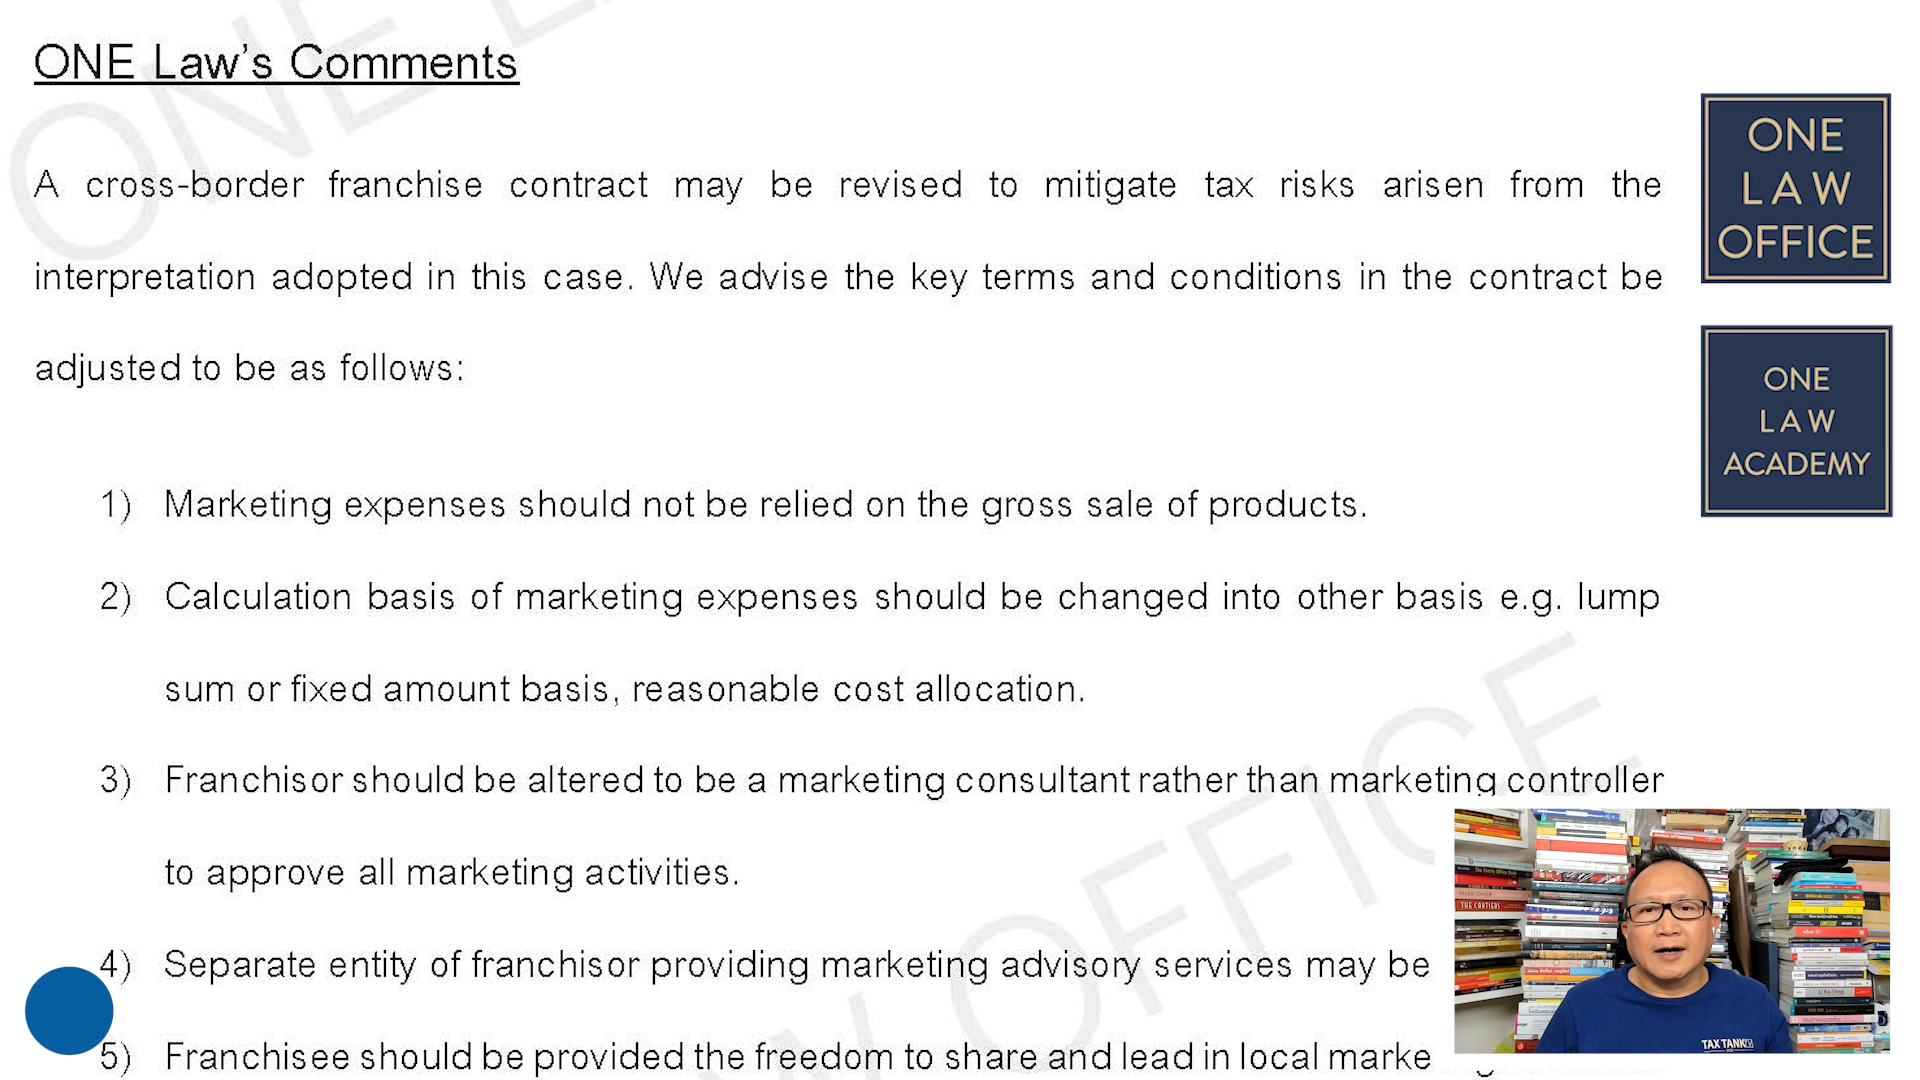 ONE Law's Comments
A cross-border franchise contract may be revised to mitigate tax risks arisen from the
interpretation adopted in this case. We advise the key terms and conditions in the contract be
adjusted to be as follows:
1) Marketing expenses should not be relied on the gross sale of products.
2) Calculation basis of marketing expenses should be changed into other basis e.g. lump
sum or fixed amount basis, reasonable cost allocation.
3) Franchisor should be altered to be a marketing consultant rather than marketing controller
to approve all marketing activities.
4) Separate entity of franchisor providing marketing advisory services may be
5) Franchisee should be provided the freedom to share and lead in local marke
ONE
LAW
OFFICE
ONE
LAW
ACADEMY
THE CARTIERS
TAX TANK